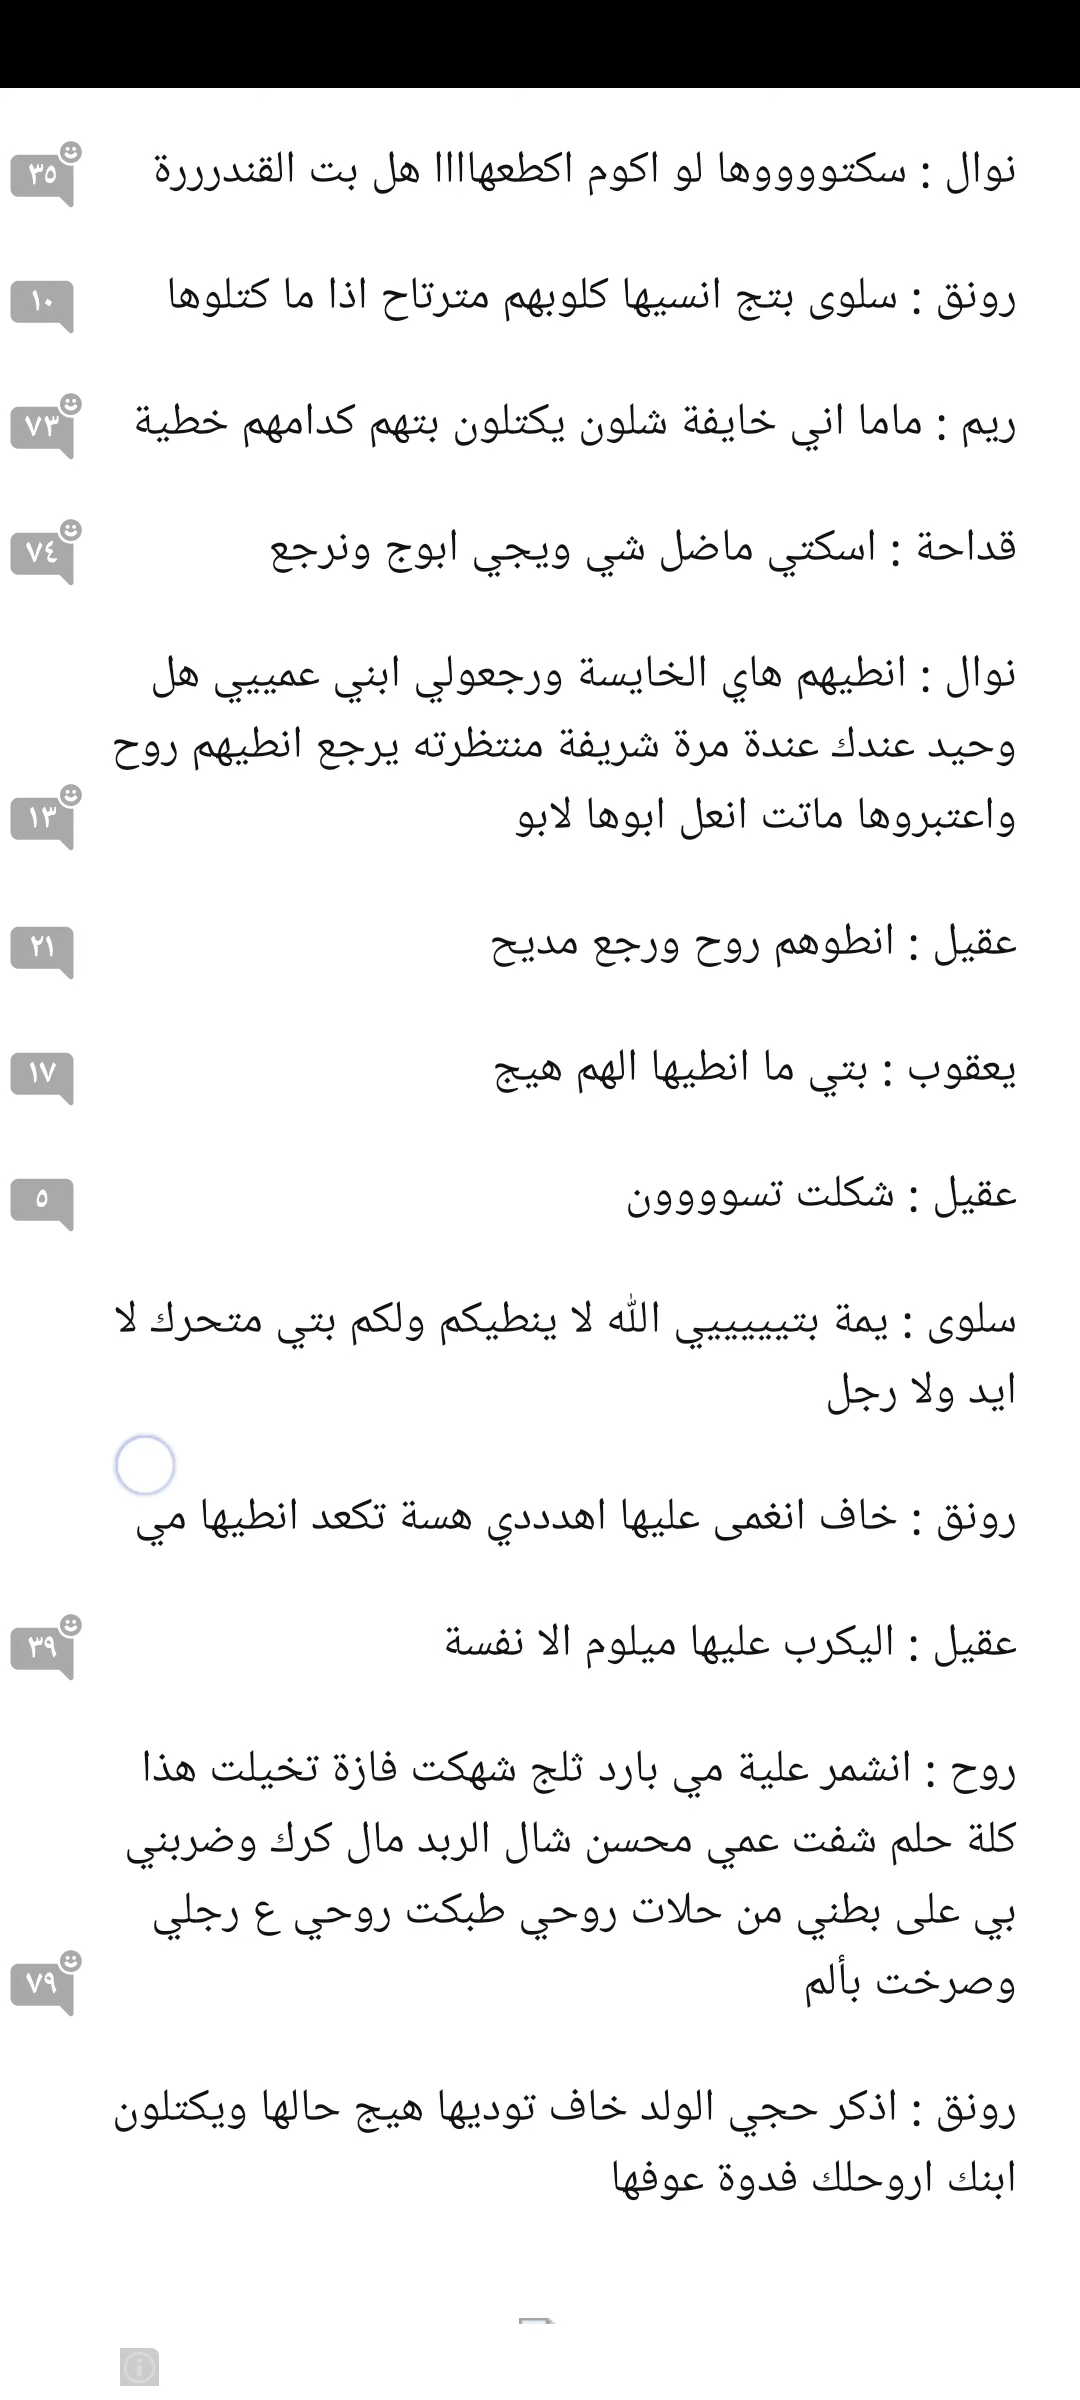 نوال : سكتووووها لو اكوم اكطعهاااا هل بت القندرررة
٣٥
رونق : سلوى بتج انسيها كلوبهم مترتاح اذا ما كتلوها
١٠
ريم : ماما اني خايفة شلون يكتلون بتهم كدامهم خطية
٧٣
قداحة : اسكتي ماضل شي ويجي ابوج ونرجع
٧٤
نوال : انطيهم هاي الخايسة ورجعولي ابني عمييي هل
وحيد عندك عندة مرة شريفة منتظرته يرجع انطيهم روح
واعتبروها ماتت انعل ابوها لابو
١٣
عقيل : انطوهم روح ورجع مديح
٢١
يعقوب : بتي ما انطيها الهم هيج
١٧
عقيل : شكلت تسوووون
٥
سلوى : يمة بتيييييي الله لا ينطيكم ولكم بتي متحرك لا
ايد ولا رجل
رونق : خاف انغمى عليها اهدددي هسة تكعد انطيها مي
عقيل : اليكرب عليها ميلوم الا نفسة
٣٩
روح : انشمر علية مي بارد ثلج شهكت فازة تخيلت هذا
كلة حلم شفت عمي محسن شال الربد مال كرك وضربني
بي على بطني من حلات روحي طبكت روحي ع رجلي
وصرخت بألم
٧٩
رونق : اذكر حجي الولد خاف توديها هيج حالها ويكتلون
ابنك اروحلك فدوة عوفها